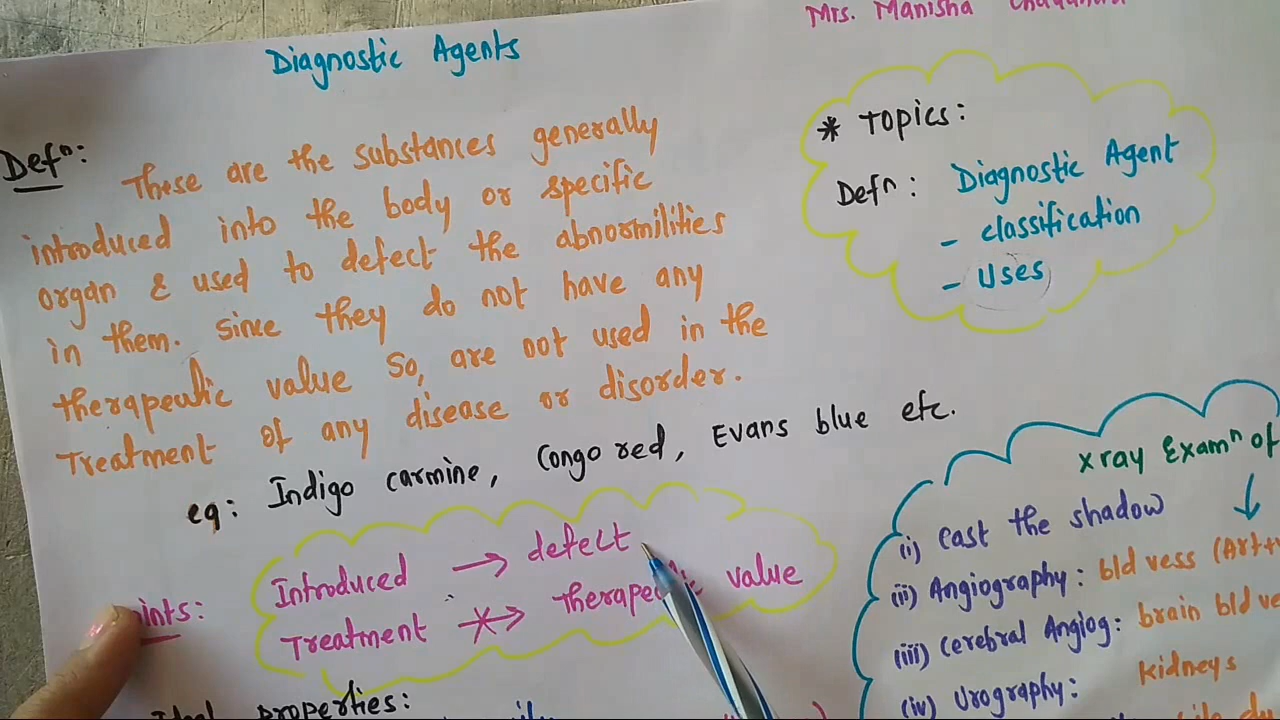 Mrs. Manisha
Diagnostic Agents
Defn: These are the substances generally
introduced into the body or specific
organ & used to defect the abnormilities
in them. since they do not have any
therapeutic value So, are not used in the
Treatment of any disease or disorder.
eg: Indigo carmine, Congo red, Evans blue etc.
Introduced → defect
Treatment → value
* Topics:
Defn: Diagnostic Agent
- classification
- Uses
x ray Examn of
(i) cast the shadow
(ii) Angiography: bld vess (Art+
(iii) Cerebral Angiog: brain bld ve
(iv) Urography: kidneys
properties: